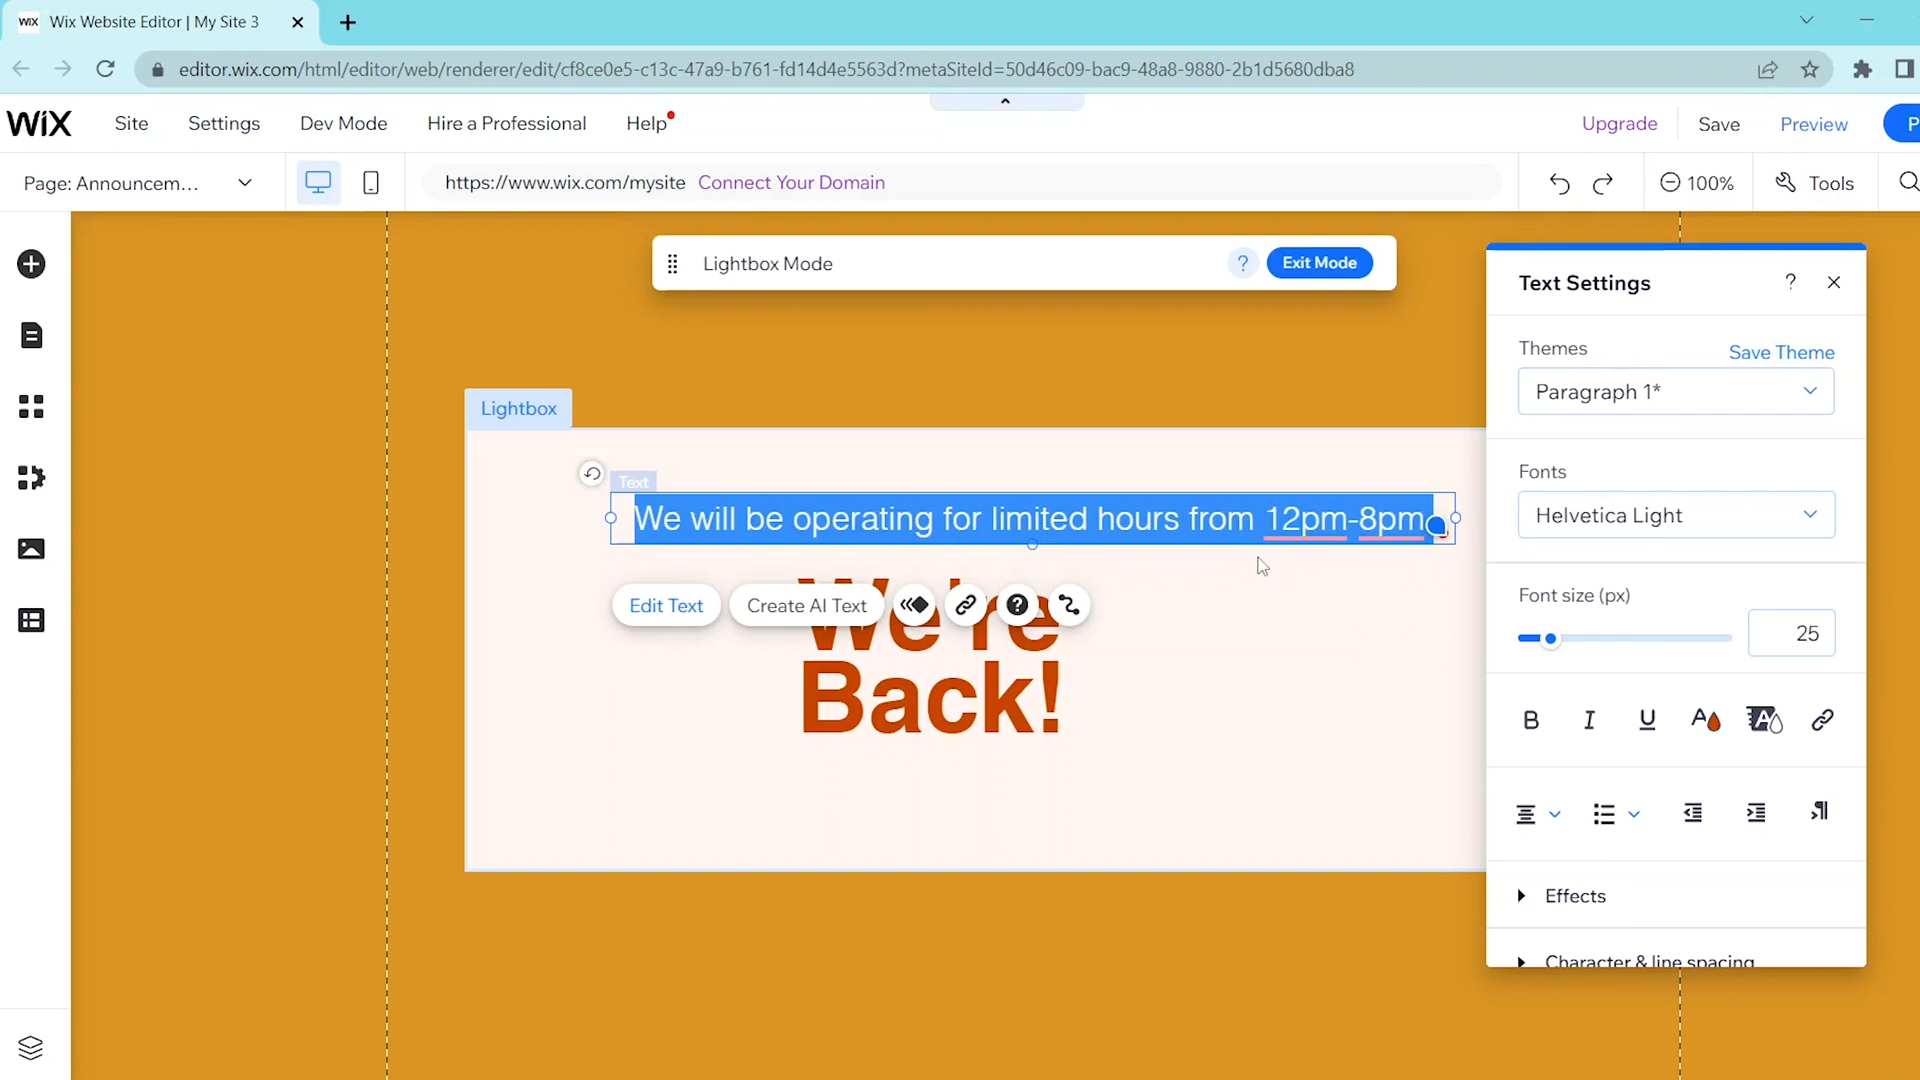 WiX Wix Website Editor | My Site 3
editor.wix.com/html/editor/web/renderer/edit/cf8ce0e5-c13c-47a9-b761-fd14d4e5563d?metaSiteId=50d46c09-bac9-48a8-9880-2b1d5680dba8
WiX Site Settings Dev Mode Hire a Professional Help Upgrade Save Preview P
Page: Announcem... https://www.wix.com/mysite Connect Your Domain 100% Tools
Lightbox Mode ? Exit Mode
Text Settings ?
Themes Save Theme
Paragraph 1*
Lightbox
Fonts
Text
Helvetica Light
We will be operating for limited hours from 12pm-8pm
Font size (px)
25
Edit Text Create AI Text
We're
Back!
B I U A A
Effects
Character & line spacing